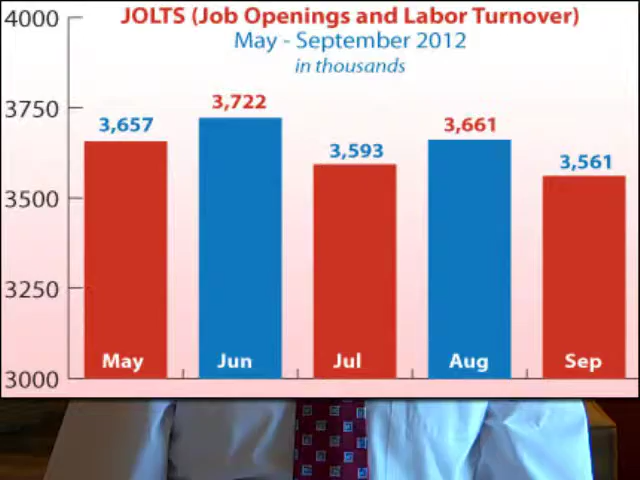 JOLTS (Job Openings and Labor Turnover)
May - September 2012
in thousands
4000
3750
3500
3250
3000
3,657
3,722
3,593
3,661
3,561
May
Jun
Jul
Aug
Sep